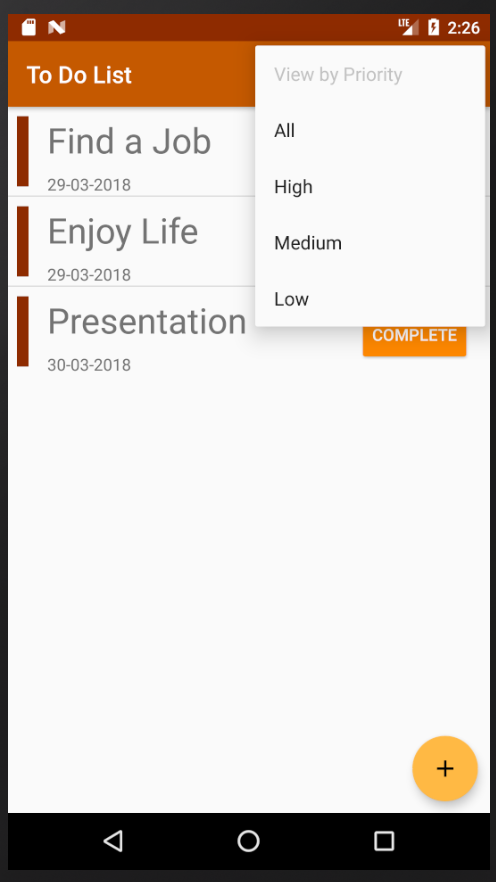 LTE 2:26
To Do List
View by Priority
All
High
Medium
Low
Find a Job
29-03-2018
Enjoy Life
29-03-2018
Presentation
COMPLETE
30-03-2018
+